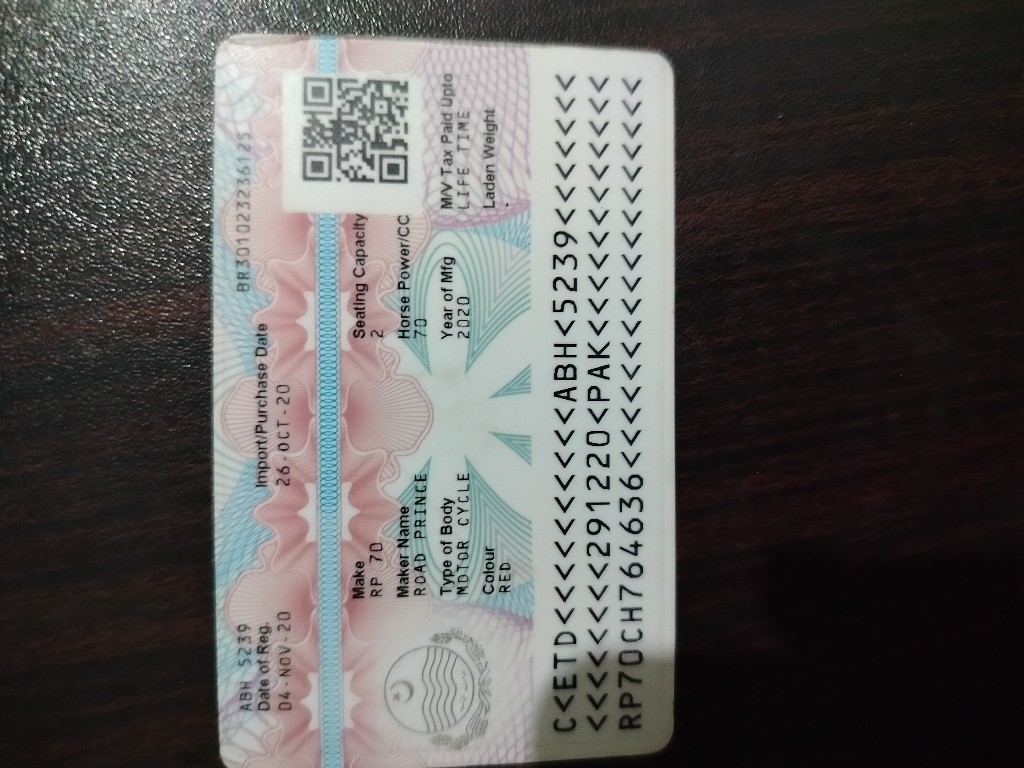 ABH 5239 BR30102323612S
Date of Reg. Import/Purchase Date
04-NOV-20 26-OCT-20
Make Seating Capacity
RP 70 2
Maker Name Horse Power/CC
ROAD PRINCE 70
Type of Body Year of Mfg M/V Tax Paid Upto
MOTOR CYCLE 2020 LIFE TIME
Colour Laden Weight
RED -
C<ETD<<<<<<<<<<<ABH<5239<<<<<<<
<<<<<<<291220<PAK<<<<<<<<<<<<<<
RP70CH7646436<<<<<<<<<<<<<<<<<<